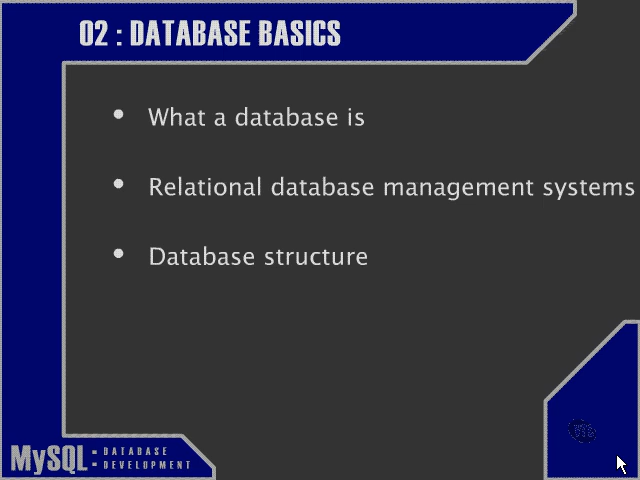 02 : DATABASE BASICS
• What a database is
• Relational database management systems
• Database structure
MySQL: DATABASE
DEVELOPMENT